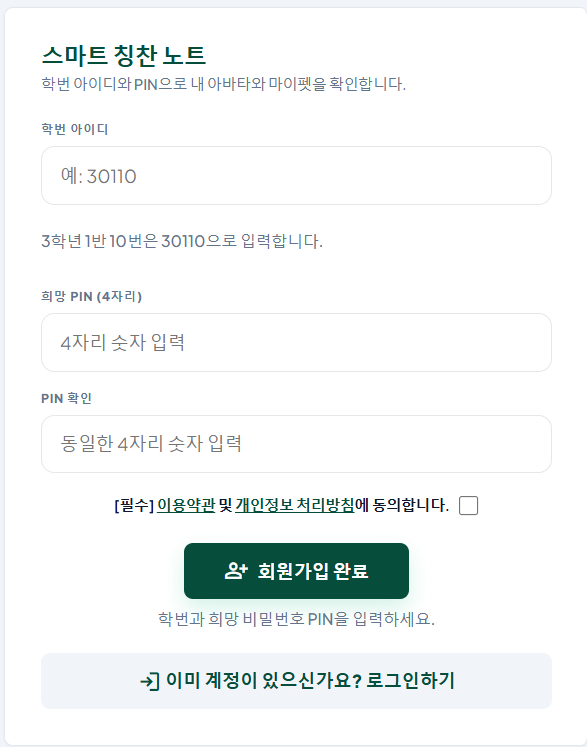 스마트 칭찬 노트
학번 아이디와 PIN으로 내 아바타와 마이펫을 확인합니다.
학번 아이디
예: 30110
3학년 1반 10번은 30110으로 입력합니다.
희망 PIN (4자리)
4자리 숫자 입력
PIN 확인
동일한 4자리 숫자 입력
[필수] 이용약관 및 개인정보 처리방침에 동의합니다.
회원가입 완료
학번과 희망 비밀번호 PIN을 입력하세요.
이미 계정이 있으신가요? 로그인하기